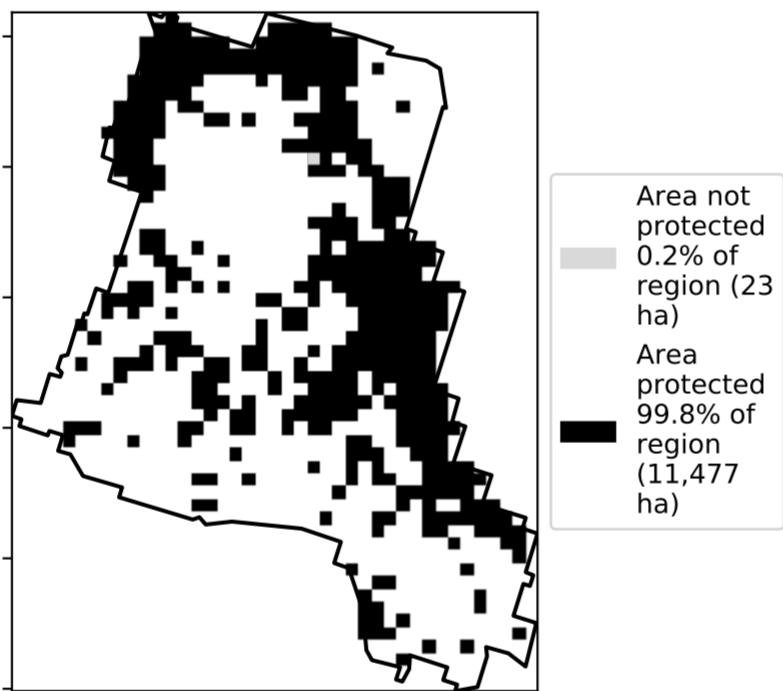 Area not
protected
0.2% of
region (23
ha)
Area
protected
99.8% of
region
(11,477
ha)